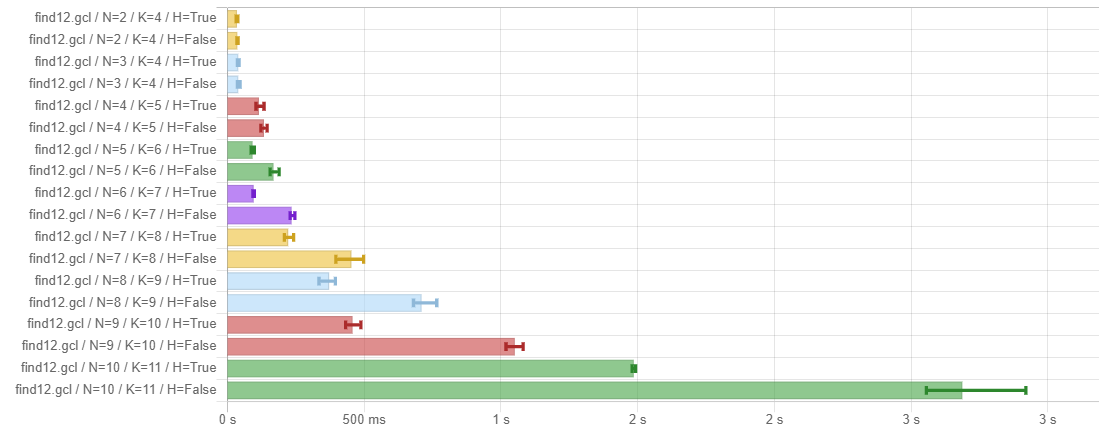 find12.gcl / N=2 / K=4 / H=True
find12.gcl / N=2 / K=4 / H=False
find12.gcl / N=3 / K=4 / H=True
find12.gcl / N=3 / K=4 / H=False
find12.gcl / N=4 / K=5 / H=True
find12.gcl / N=4 / K=5 / H=False
find12.gcl / N=5 / K=6 / H=True
find12.gcl / N=5 / K=6 / H=False
find12.gcl / N=6 / K=7 / H=True
find12.gcl / N=6 / K=7 / H=False
find12.gcl / N=7 / K=8 / H=True
find12.gcl / N=7 / K=8 / H=False
find12.gcl / N=8 / K=9 / H=True
find12.gcl / N=8 / K=9 / H=False
find12.gcl / N=9 / K=10 / H=True
find12.gcl / N=9 / K=10 / H=False
find12.gcl / N=10 / K=11 / H=True
find12.gcl / N=10 / K=11 / H=False
0 s 500 ms 1 s 2 s 2 s 3 s 3 s